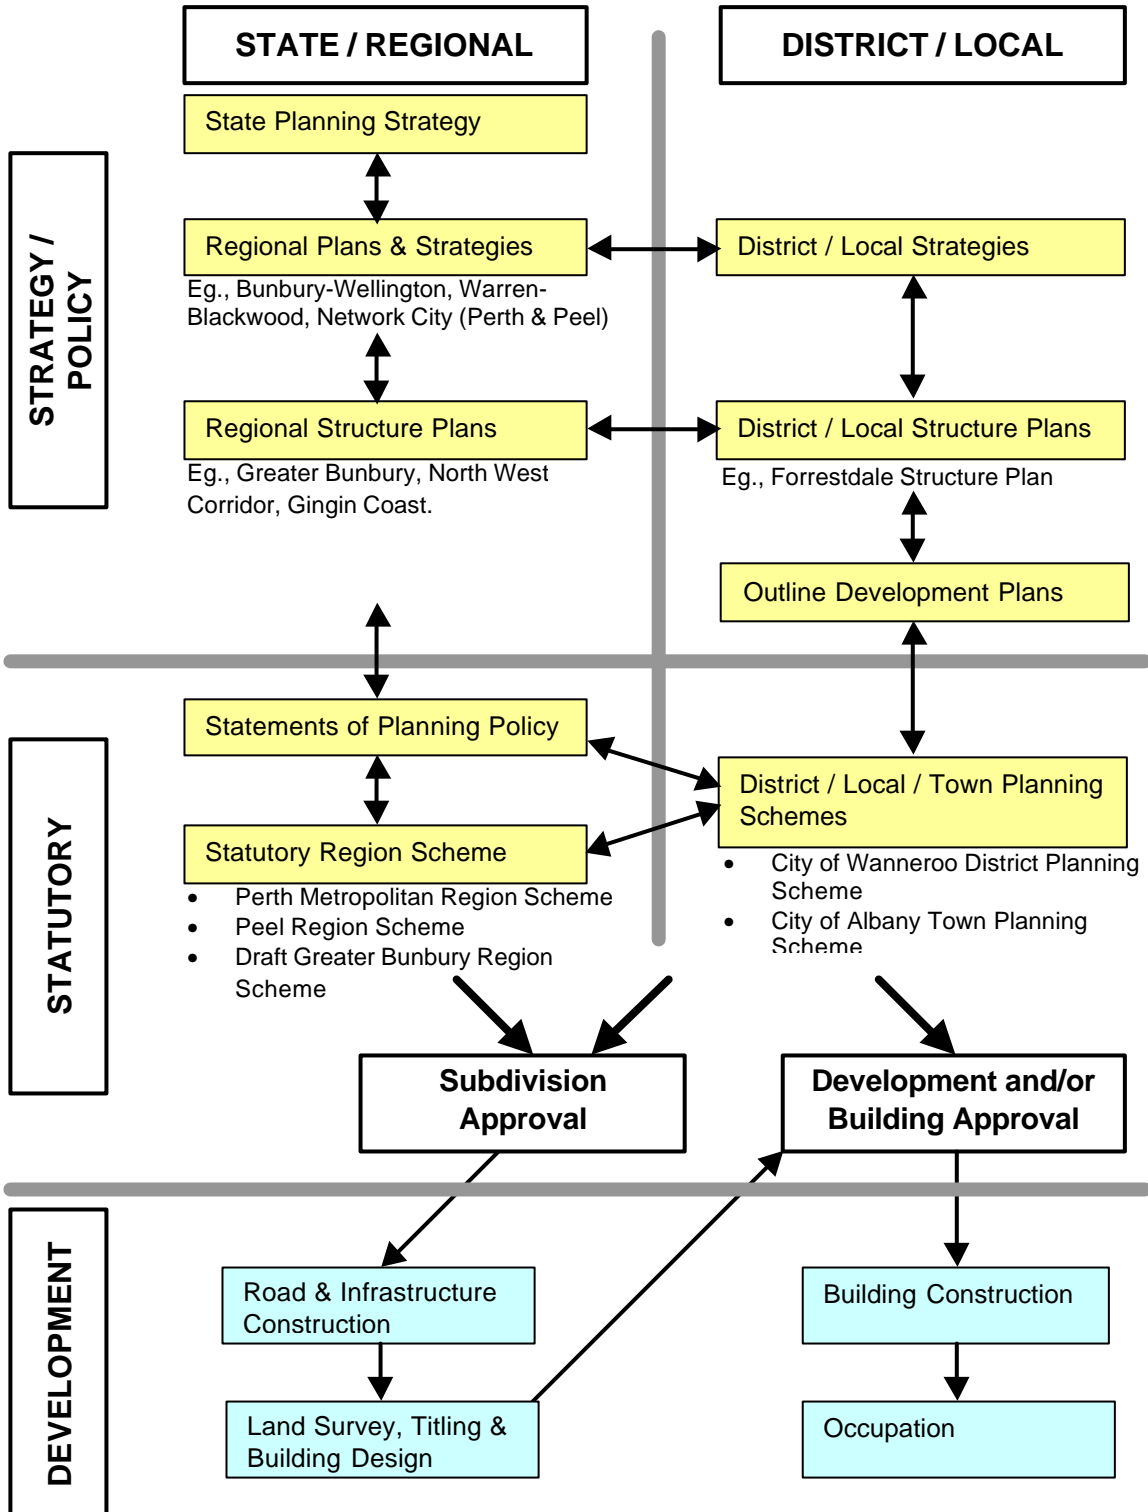 STATE / REGIONAL
DISTRICT / LOCAL
STRATEGY /
POLICY
State Planning Strategy
Regional Plans & Strategies
District / Local Strategies
Eg., Bunbury-Wellington, Warren-
Blackwood, Network City (Perth & Peel)
Regional Structure Plans
District / Local Structure Plans
Eg., Greater Bunbury, North West
Corridor, Gingin Coast.
Eg., Forrestdale Structure Plan
Outline Development Plans
STATUTORY
Statements of Planning Policy
District / Local / Town Planning
Schemes
Statutory Region Scheme
• Perth Metropolitan Region Scheme
• Peel Region Scheme
• Draft Greater Bunbury Region
Scheme
• City of Wanneroo District Planning
Scheme
• City of Albany Town Planning
Scheme
Subdivision
Approval
Development and/or
Building Approval
DEVELOPMENT
Road & Infrastructure
Construction
Building Construction
Land Survey, Titling &
Building Design
Occupation